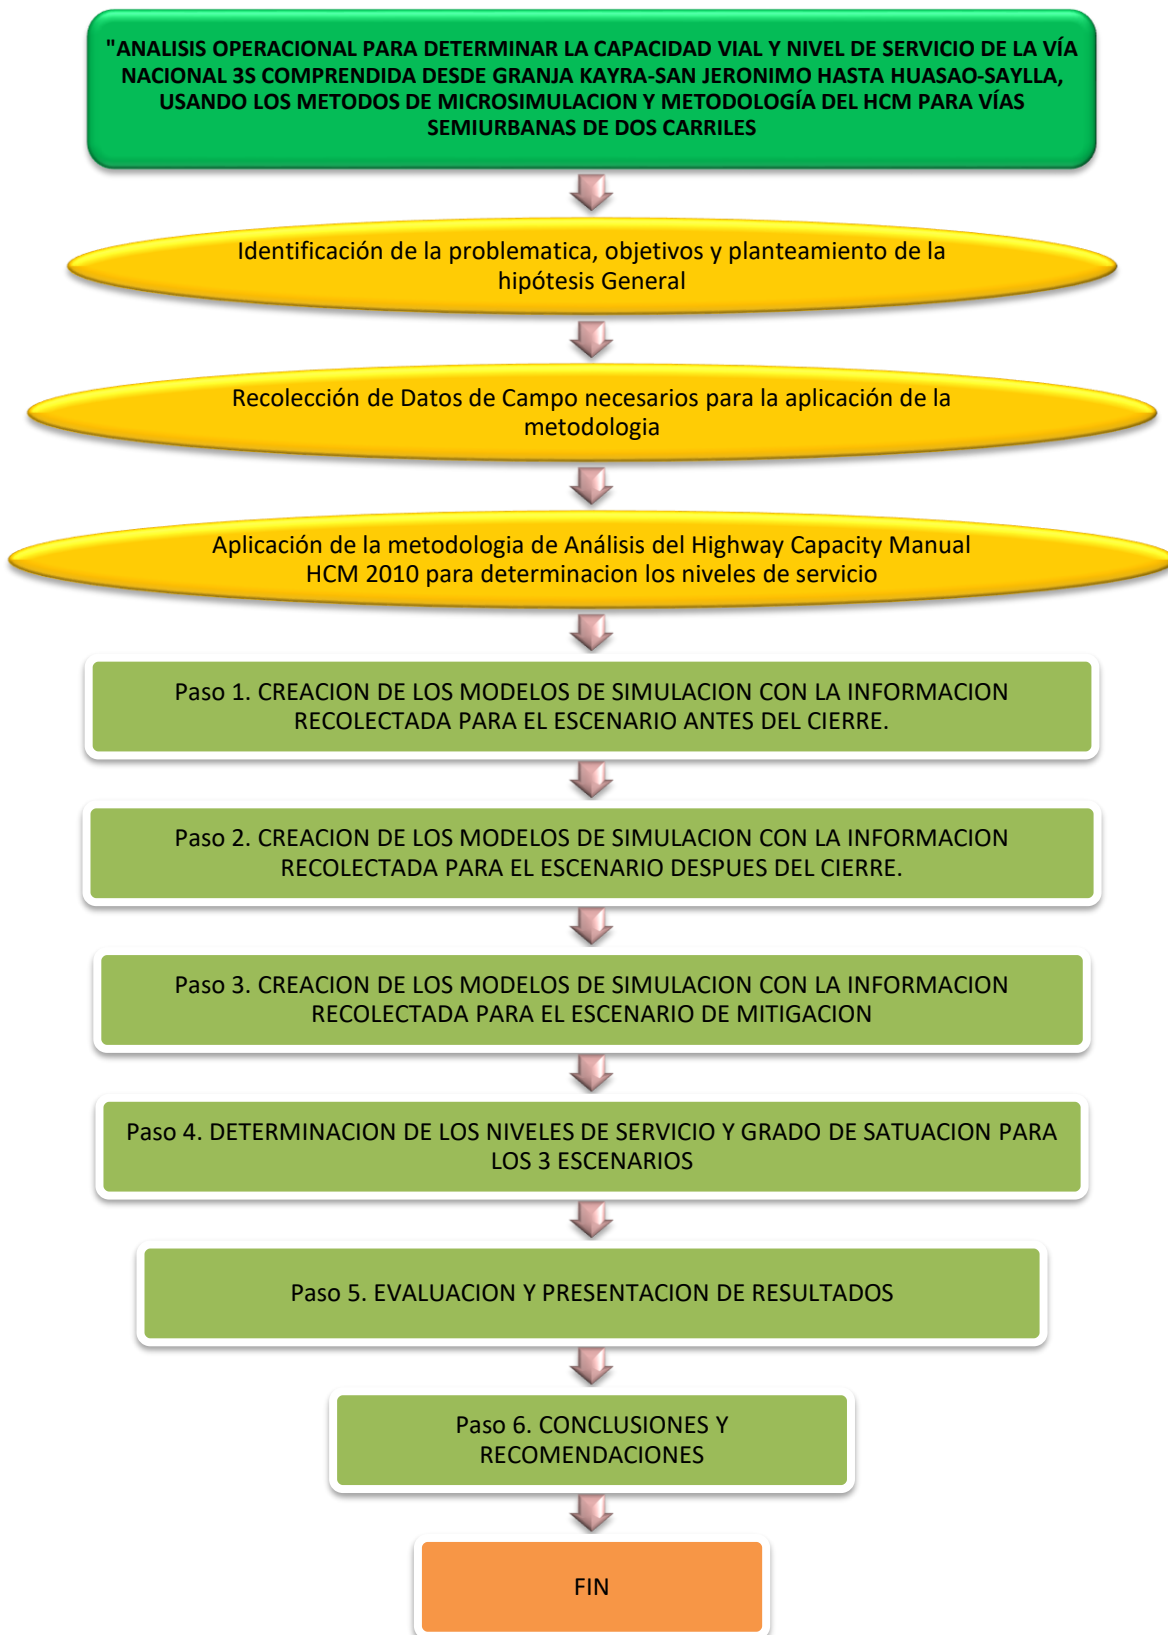 "ANALISIS OPERACIONAL PARA DETERMINAR LA CAPACIDAD VIAL Y NIVEL DE SERVICIO DE LA VÍA
NACIONAL 3S COMPRENDIDA DESDE GRANJA KAYRA-SAN JERONIMO HASTA HUASAO-SAYLLA,
USANDO LOS METODOS DE MICROSIMULACION Y METODOLOGÍA DEL HCM PARA VÍAS
SEMIURBANAS DE DOS CARRILES
Identificación de la problematica, objetivos y planteamiento de la
hipótesis General
Recolección de Datos de Campo necesarios para la aplicación de la
metodologia
Aplicación de la metodologia de Análisis del Highway Capacity Manual
HCM 2010 para determinacion los niveles de servicio
Paso 1. CREACION DE LOS MODELOS DE SIMULACION CON LA INFORMACION
RECOLECTADA PARA EL ESCENARIO ANTES DEL CIERRE.
Paso 2. CREACION DE LOS MODELOS DE SIMULACION CON LA INFORMACION
RECOLECTADA PARA EL ESCENARIO DESPUES DEL CIERRE.
Paso 3. CREACION DE LOS MODELOS DE SIMULACION CON LA INFORMACION
RECOLECTADA PARA EL ESCENARIO DE MITIGACION
Paso 4. DETERMINACION DE LOS NIVELES DE SERVICIO Y GRADO DE SATUACION PARA
LOS 3 ESCENARIOS
Paso 5. EVALUACION Y PRESENTACION DE RESULTADOS
Paso 6. CONCLUSIONES Y
RECOMENDACIONES
FIN